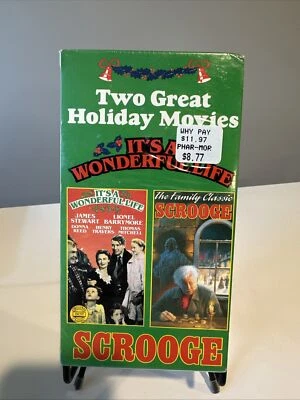 Two Great
Holiday Movies
WHY PAY
$11.97
PHAR-MOR
$8.77
IT'S A
WONDERFUL LIFE
IT'S A
WONDERFUL LIFE
JAMES STEWART
LIONEL BARRYMORE
DONNA REED
HENRY TRAVERS
THOMAS MITCHELL
The Family Classic
SCROOGE
SCROOGE